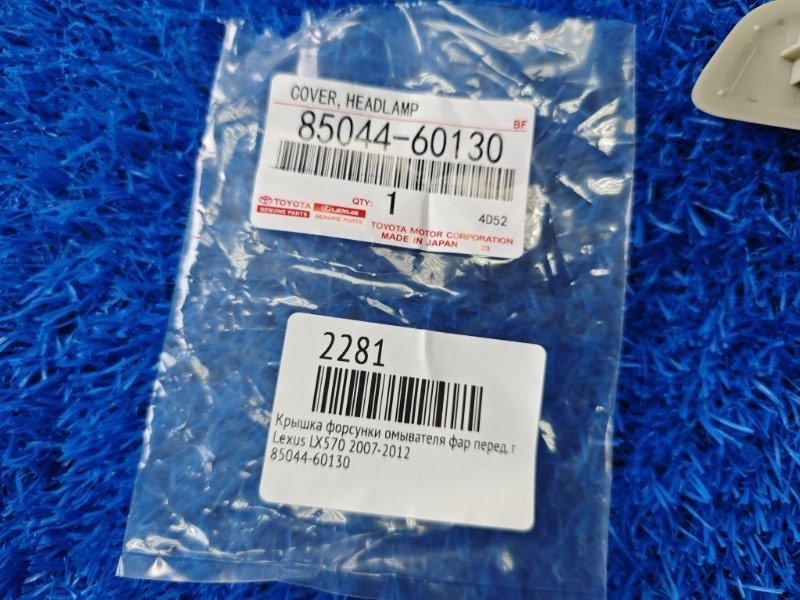 COVER, HEADLAMP
BF
85044-60130
TOYOTA
GENUINE PARTS
LEXUS
GENUINE PARTS
QTY: 1
4D52
TOYOTA MOTOR CORPORATION
MADE IN JAPAN 23
2281
Крышка форсунки омывателя фар перед. п
Lexus LX570 2007-2012
85044-60130